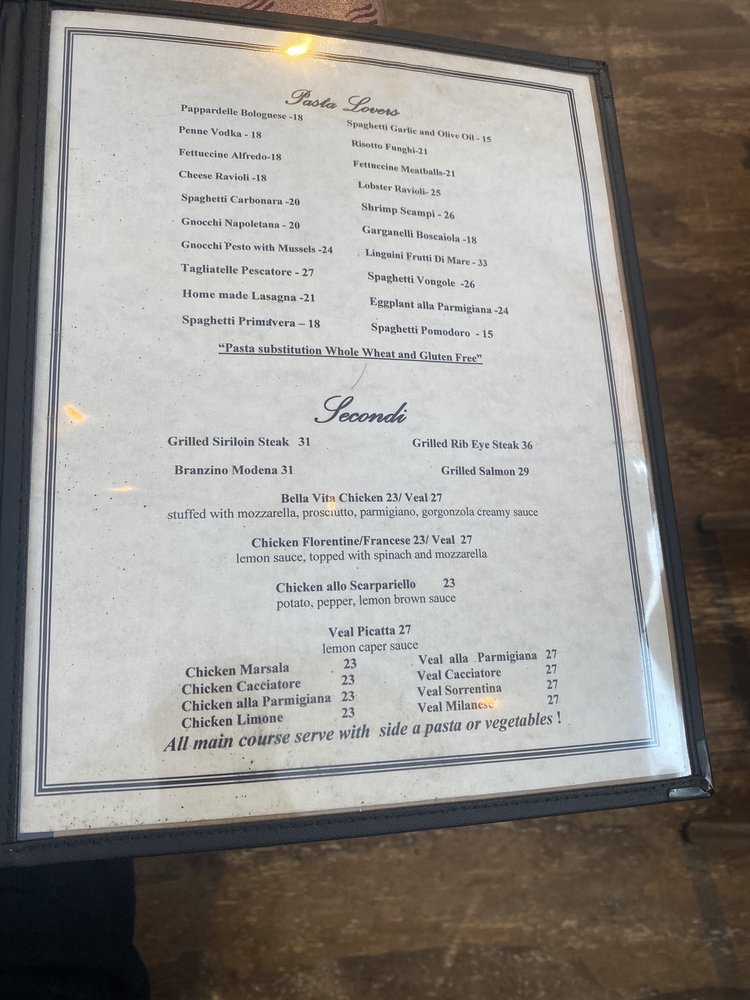 Pasta Lovers
Pappardelle Bolognese -18
Penne Vodka - 18
Fettuccine Alfredo-18
Cheese Ravioli -18
Spaghetti Carbonara -20
Gnocchi Napoletana - 20
Gnocchi Pesto with Mussels -24
Tagliatelle Pescatore - 27
Home made Lasagna -21
Spaghetti Primavera – 18
Spaghetti Garlic and Olive Oil - 15
Risotto Funghi-21
Fettuccine Meatballs-21
Lobster Ravioli- 25
Shrimp Scampi - 26
Garganelli Boscaiola -18
Linguini Frutti Di Mare - 33
Spaghetti Vongole -26
Eggplant alla Parmigiana -24
Spaghetti Pomodoro - 15
“Pasta substitution Whole Wheat and Gluten Free”
Secondi
Grilled Siriloin Steak 31
Grilled Rib Eye Steak 36
Branzino Modena 31
Grilled Salmon 29
Bella Vita Chicken 23/ Veal 27
stuffed with mozzarella, prosciutto, parmigiano, gorgonzola creamy sauce
Chicken Florentine/Francese 23/ Veal 27
lemon sauce, topped with spinach and mozzarella
Chicken allo Scarpariello 23
potato, pepper, lemon brown sauce
Veal Picatta 27
lemon caper sauce
Chicken Marsala 23
Chicken Cacciatore 23
Chicken alla Parmigiana 23
Chicken Limone 23
Veal alla Parmigiana 27
Veal Cacciatore 27
Veal Sorrentina 27
Veal Milanese 27
All main course serve with side a pasta or vegetables !